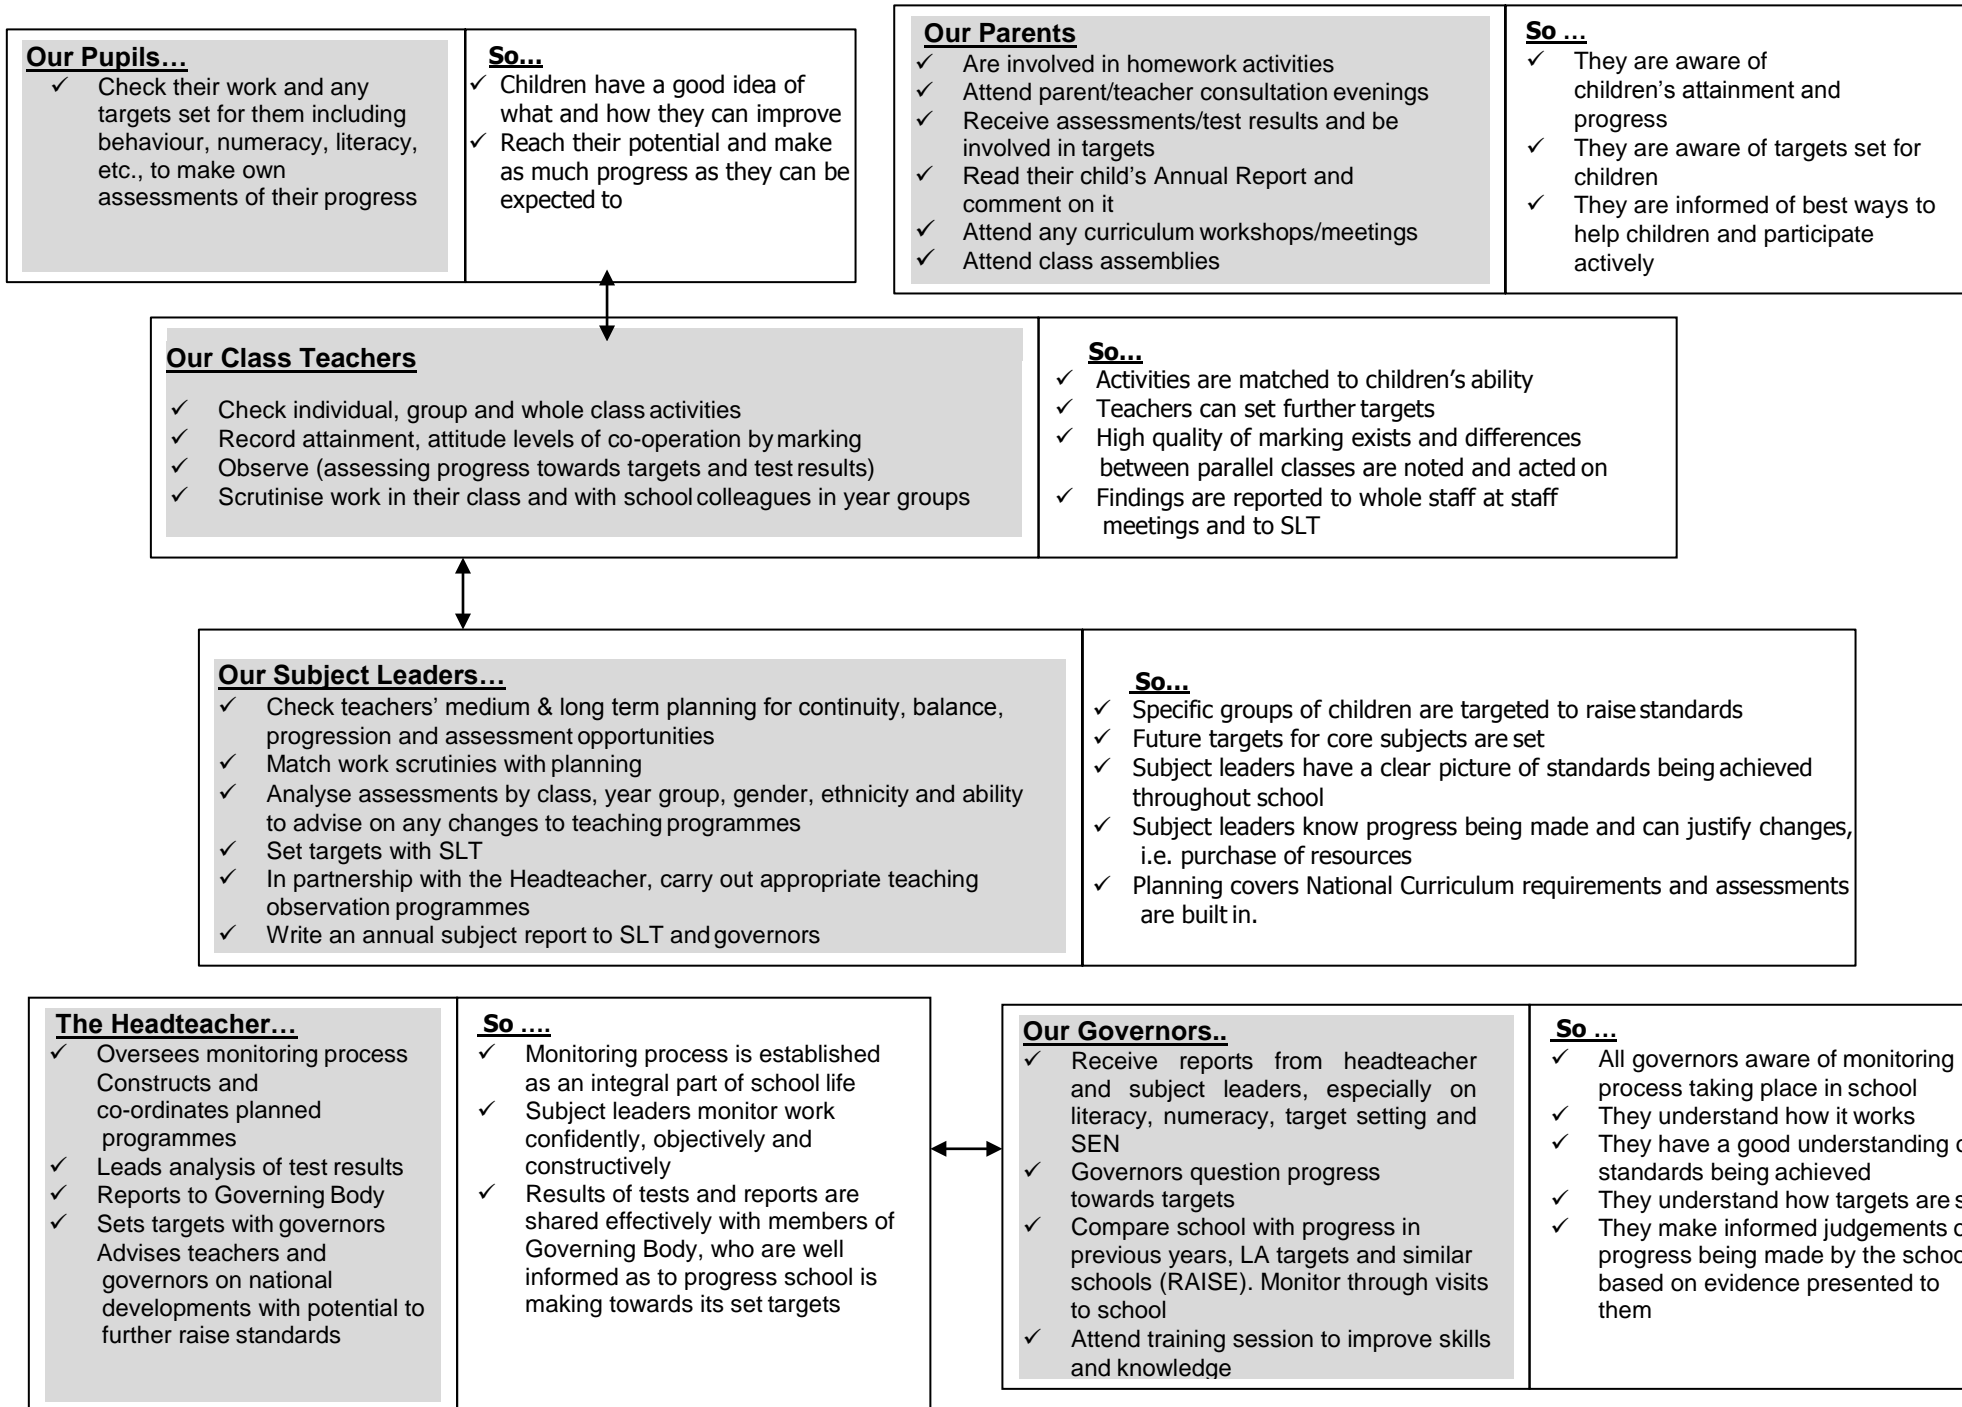 Our Pupils…
✓ Check their work and any
targets set for them including
behaviour, numeracy, literacy,
etc., to make own
assessments of their progress
So…
✓ Children have a good idea of
what and how they can improve
✓ Reach their potential and make
as much progress as they can be
expected to
Our Parents
✓ Are involved in homework activities
✓ Attend parent/teacher consultation evenings
✓ Receive assessments/test results and be
involved in targets
✓ Read their child’s Annual Report and
comment on it
✓ Attend any curriculum workshops/meetings
✓ Attend class assemblies
So …
✓ They are aware of
children’s attainment and
progress
✓ They are aware of targets set for
children
✓ They are informed of best ways to
help children and participate
actively
Our Class Teachers
✓ Check individual, group and whole class activities
✓ Record attainment, attitude levels of co-operation by marking
✓ Observe (assessing progress towards targets and test results)
✓ Scrutinise work in their class and with school colleagues in year groups
So…
✓ Activities are matched to children’s ability
✓ Teachers can set further targets
✓ High quality of marking exists and differences
between parallel classes are noted and acted on
✓ Findings are reported to whole staff at staff
meetings and to SLT
Our Subject Leaders…
✓ Check teachers’ medium & long term planning for continuity, balance,
progression and assessment opportunities
✓ Match work scrutinies with planning
✓ Analyse assessments by class, year group, gender, ethnicity and ability
to advise on any changes to teaching programmes
✓ Set targets with SLT
✓ In partnership with the Headteacher, carry out appropriate teaching
observation programmes
✓ Write an annual subject report to SLT and governors
So…
✓ Specific groups of children are targeted to raise standards
✓ Future targets for core subjects are set
✓ Subject leaders have a clear picture of standards being achieved
throughout school
✓ Subject leaders know progress being made and can justify changes,
i.e. purchase of resources
✓ Planning covers National Curriculum requirements and assessments
are built in.
The Headteacher…
✓ Oversees monitoring process
Constructs and
co-ordinates planned
programmes
✓ Leads analysis of test results
✓ Reports to Governing Body
✓ Sets targets with governors
Advises teachers and
governors on national
developments with potential to
further raise standards
So ….
✓ Monitoring process is established
as an integral part of school life
✓ Subject leaders monitor work
confidently, objectively and
constructively
✓ Results of tests and reports are
shared effectively with members of
Governing Body, who are well
informed as to progress school is
making towards its set targets
Our Governors..
✓ Receive reports from headteacher
and subject leaders, especially on
literacy, numeracy, target setting and
SEN
✓ Governors question progress
towards targets
✓ Compare school with progress in
previous years, LA targets and similar
schools (RAISE). Monitor through visits
to school
✓ Attend training session to improve skills
and knowledge
So …
✓ All governors aware of monitoring
process taking place in school
✓ They understand how it works
✓ They have a good understanding
standards being achieved
✓ They understand how targets are
✓ They make informed judgements
progress being made by the
based on evidence presented to
them